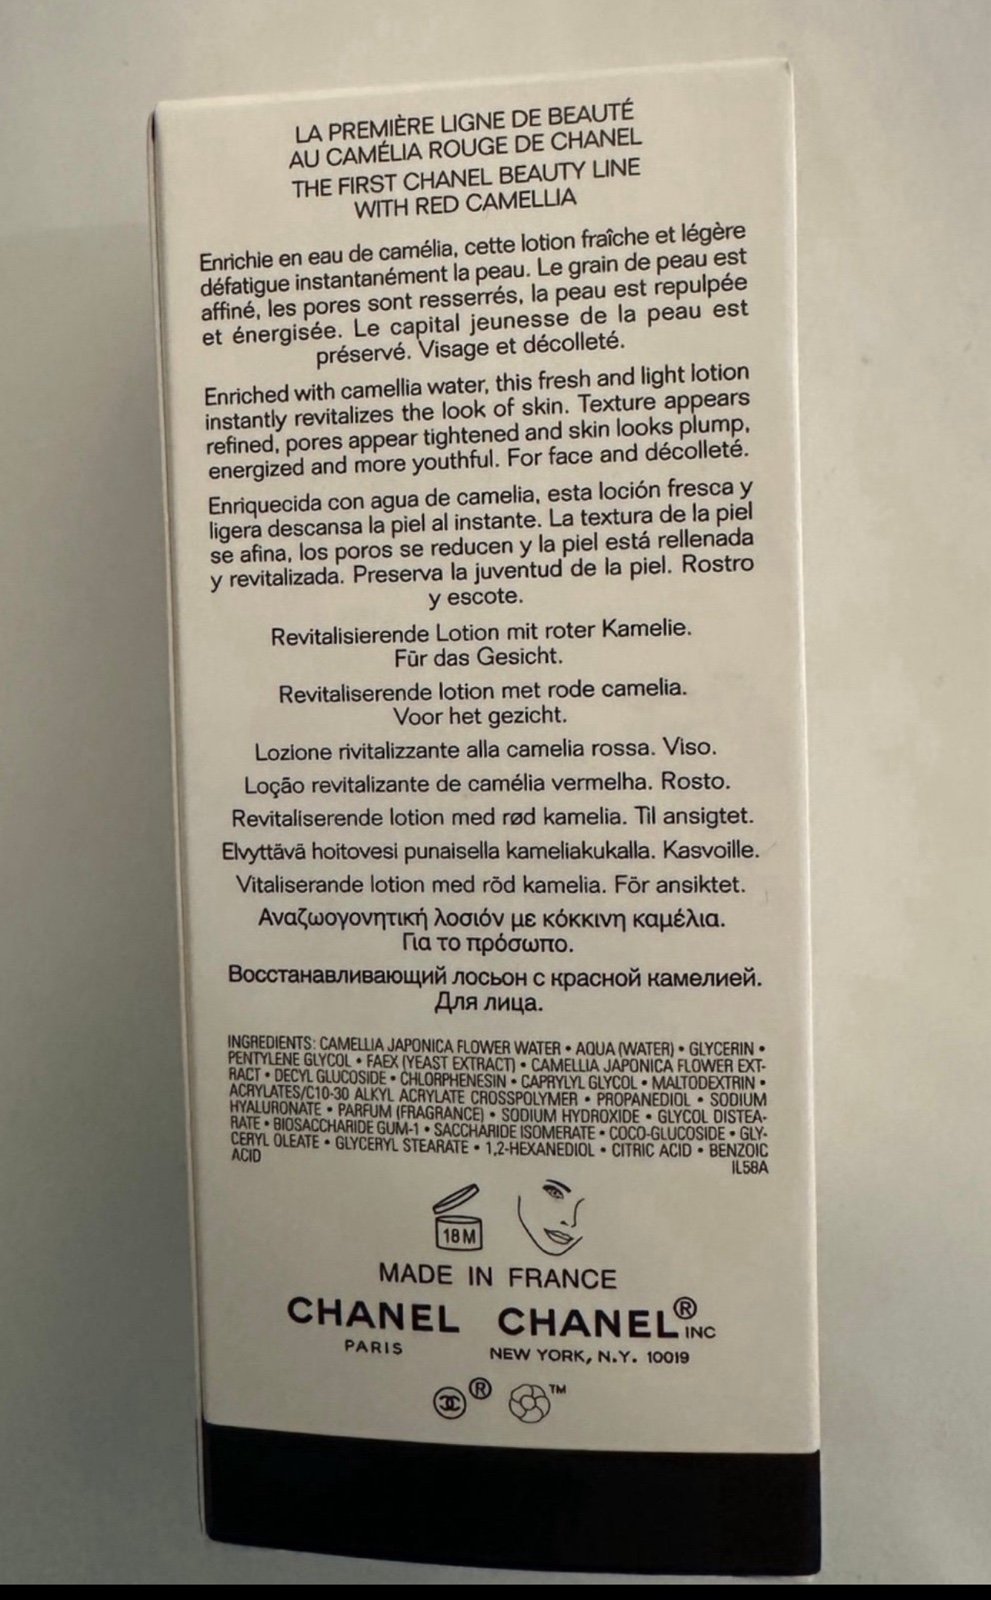 LA PREMIÈRE LIGNE DE BEAUTÉ
AU CAMÉLIA ROUGE DE CHANEL
THE FIRST CHANEL BEAUTY LINE
WITH RED CAMELLIA
Enrichie en eau de camélia, cette lotion fraîche et légère
défatigue instantanément la peau. Le grain de peau est
affiné, les pores sont resserrés, la peau est repulpée
et énergisée. Le capital jeunesse de la peau est
préservé. Visage et décolleté.
Enriched with camellia water, this fresh and light lotion
instantly revitalizes the look of skin. Texture appears
refined, pores appear tightened and skin looks plump,
energized and more youthful. For face and décolleté.
Enriquecida con agua de camelia, esta loción fresca y
ligera descansa la piel al instante. La textura de la piel
se afina, los poros se reducen y la piel está rellenada
y revitalizada. Preserva la juventud de la piel. Rostro
y escote.
Revitalisierende Lotion mit roter Kamelie.
Für das Gesicht.
Revitaliserende lotion met rode camelia.
Voor het gezicht.
Lozione rivitalizzante alla camelia rossa. Viso.
Loção revitalizante de camélia vermelha. Rosto.
Revitaliserende lotion med rød kamelia. Til ansigtet.
Elvyttävä hoitovesi punaisella kameliakukalla. Kasvoille.
Vitaliserande lotion med röd kamelia. För ansiktet.
Αναζωογονητική λοσιόν με κόκκινη καμέλια.
Για το πρόσωπο.
Восстанавливающий лосьон с красной камелией.
Для лица.
INGREDIENTS: CAMELLIA JAPONICA FLOWER WATER • AQUA (WATER) • GLYCERIN •
PENTYLENE GLYCOL • FAEX (YEAST EXTRACT) • CAMELLIA JAPONICA FLOWER EXT-
RACT • DECYL GLUCOSIDE • CHLORPHENESIN • CAPRYLYL GLYCOL • MALTODEXTRIN •
ACRYLATES/C10-30 ALKYL ACRYLATE CROSSPOLYMER • PROPANEDIOL • SODIUM
HYALURONATE • PARFUM (FRAGRANCE) • SODIUM HYDROXIDE • GLYCOL DISTEA-
RATE • BIOSACCHARIDE GUM-1 • SACCHARIDE ISOMERATE • COCO-GLUCOSIDE • GLY-
CERYL OLEATE • GLYCERYL STEARATE • 1,2-HEXANEDIOL • CITRIC ACID • BENZOIC
ACID IL58A
18M
MADE IN FRANCE
CHANEL CHANEL® INC
PARIS NEW YORK, N.Y. 10019
® ™